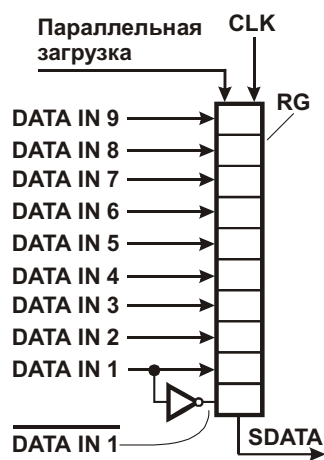 Параллельная
загрузка
CLK
RG
DATA IN 9
DATA IN 8
DATA IN 7
DATA IN 6
DATA IN 5
DATA IN 4
DATA IN 3
DATA IN 2
DATA IN 1
DATA IN 1
SDATA